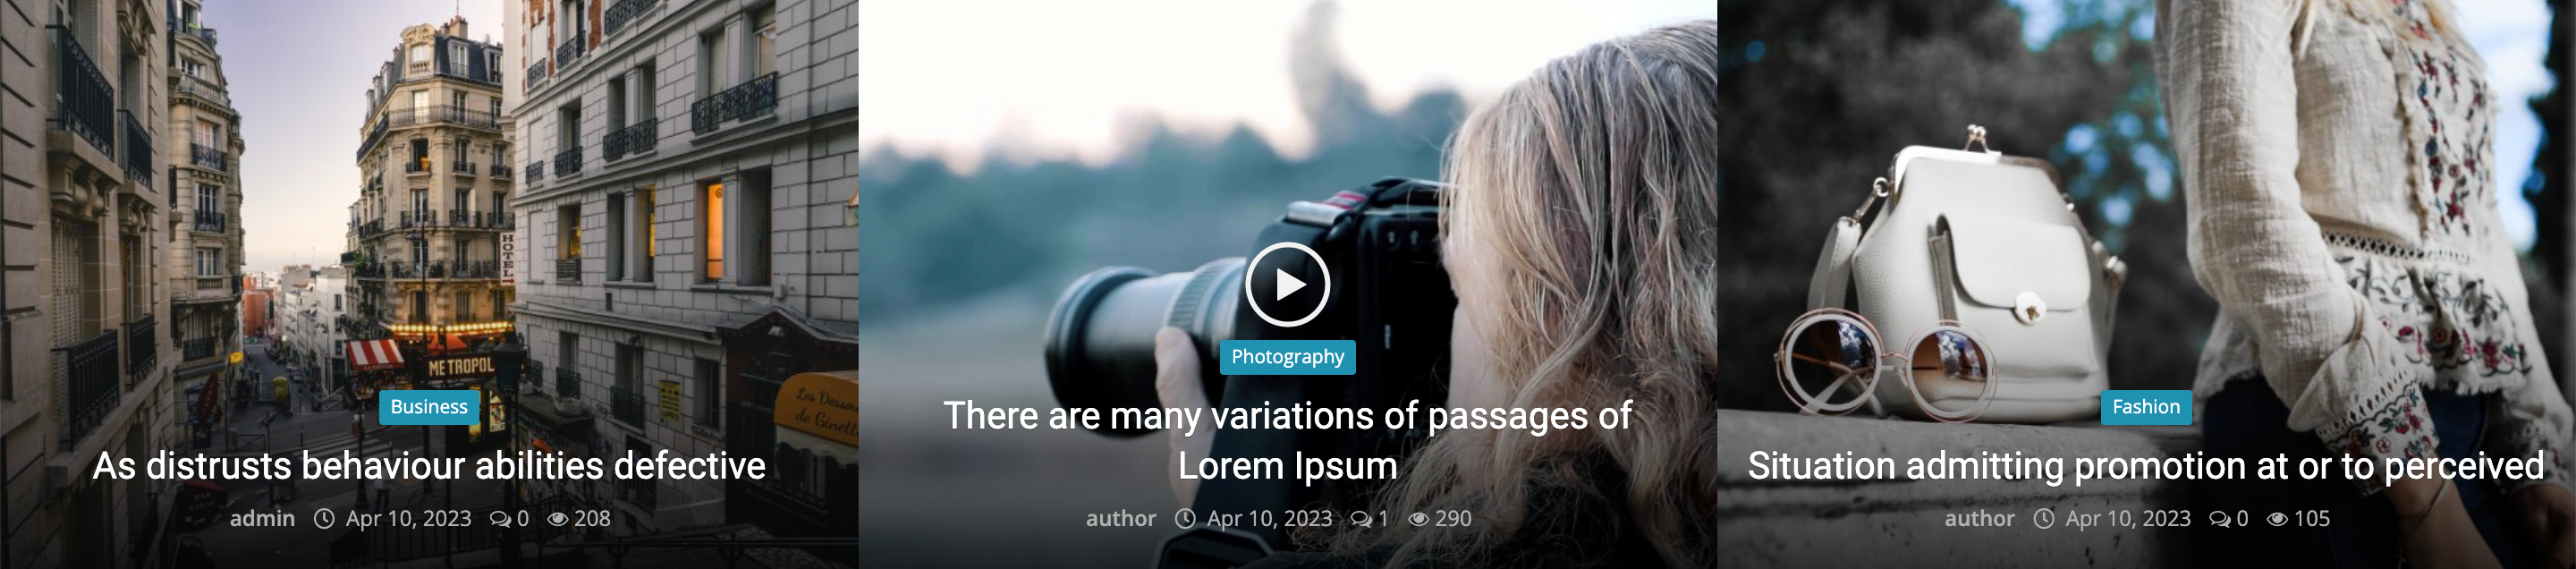 HOTEL
METROPOL
Les Dessous
de Ginette
Business
As distrusts behaviour abilities defective
admin Apr 10, 2023 0 208
Photography
There are many variations of passages of
Lorem Ipsum
author Apr 10, 2023 1 290
Fashion
Situation admitting promotion at or to perceived
author Apr 10, 2023 0 105